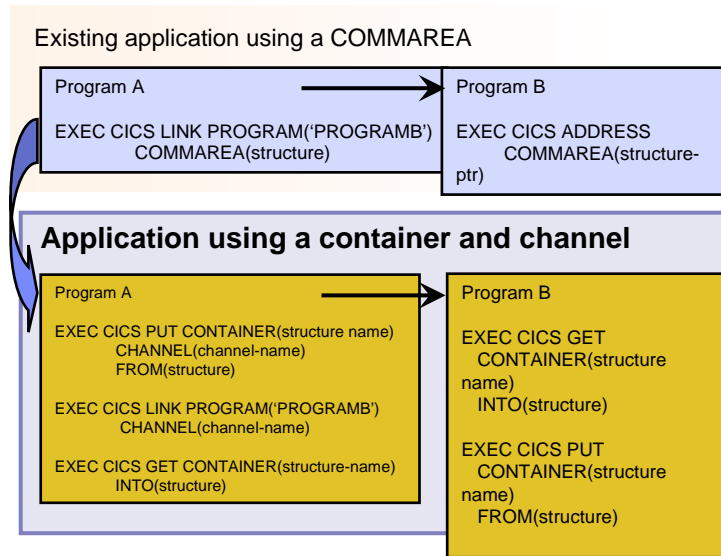 Existing application using a COMMAREA
Program A
EXEC CICS LINK PROGRAM(‘PROGRAMB’)
COMMAREA(structure)
Program B
EXEC CICS ADDRESS
COMMAREA(structure-
ptr)
Application using a container and channel
Program A
EXEC CICS PUT CONTAINER(structure name)
CHANNEL(channel-name)
FROM(structure)
EXEC CICS LINK PROGRAM(‘PROGRAMB’)
CHANNEL(channel-name)
EXEC CICS GET CONTAINER(structure-name)
INTO(structure)
Program B
EXEC CICS GET
CONTAINER(structure
name)
INTO(structure)
EXEC CICS PUT
CONTAINER(structure
name)
FROM(structure)